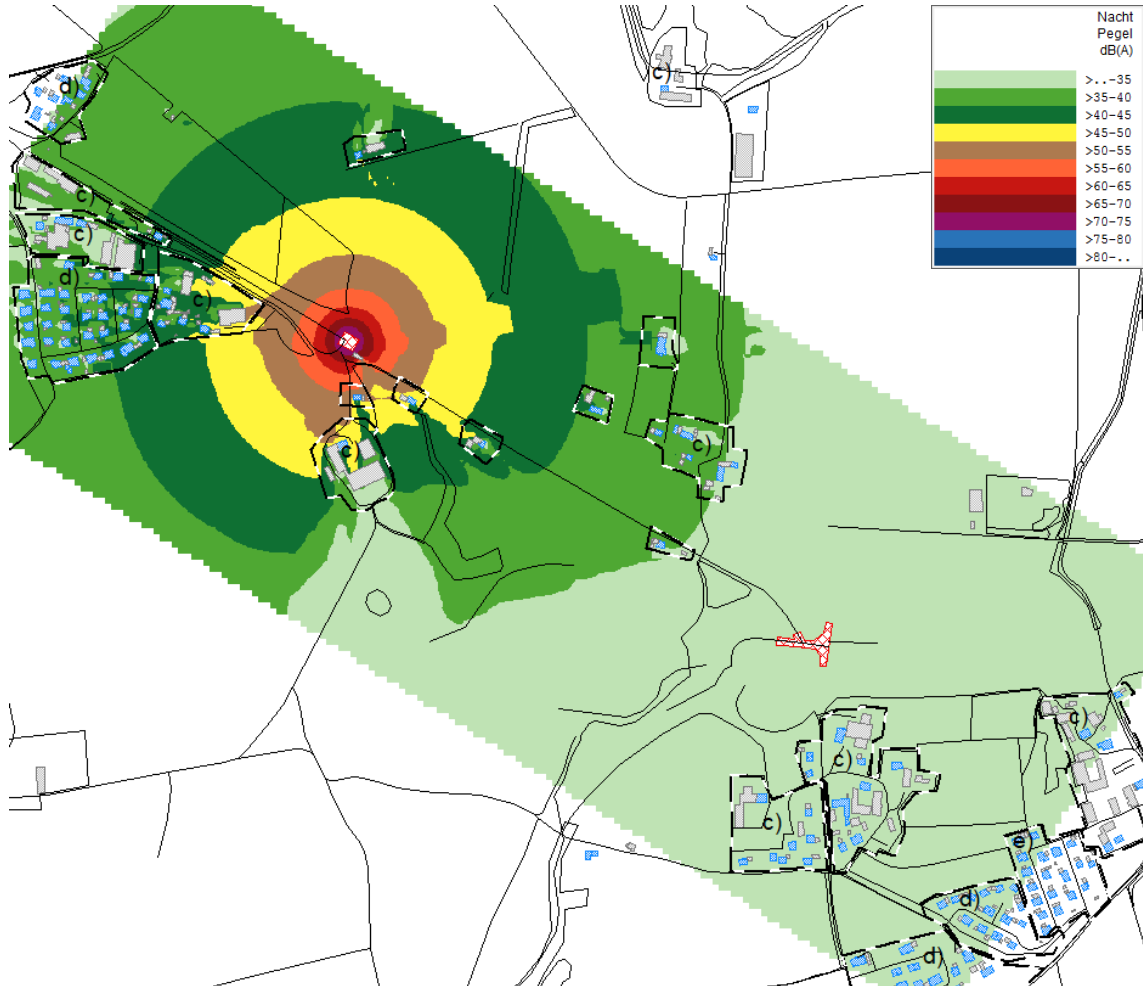 Nacht
Pegel
dB(A)
>..-35
>35-40
>40-45
>45-50
>50-55
>55-60
>60-65
>65-70
>70-75
>75-80
>80-..
c)
d)
c)
c)
d)
c)
c)
c)
c)
c)
c)
e)
d)
d)